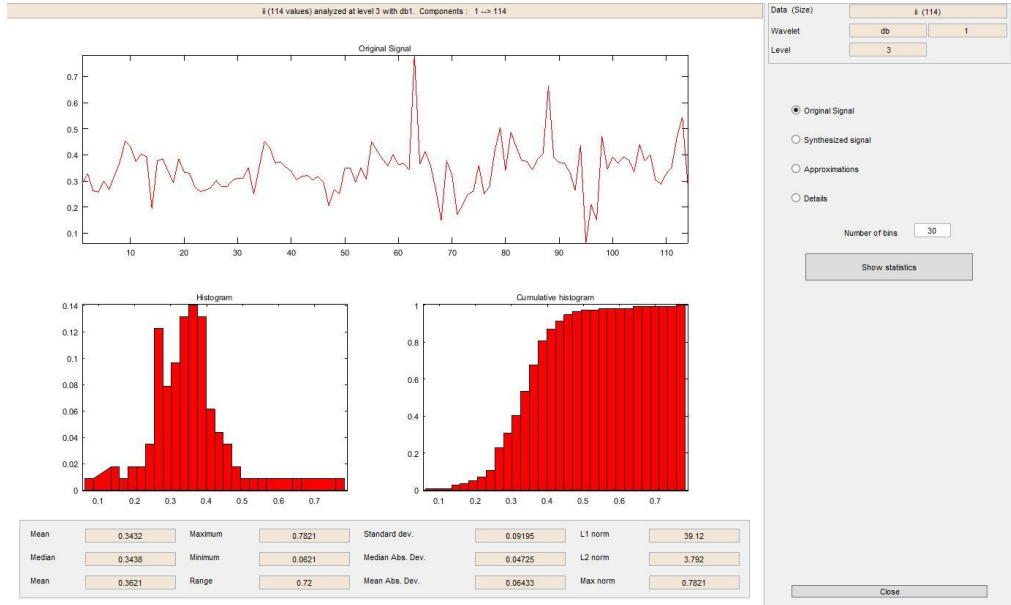 ii (114 values) analyzed at level 3 with db1. Components : 1 --> 114
Original Signal
0.7
0.6
0.5
0.4
0.3
0.2
0.1
10 20 30 40 50 60 70 80 90 100 110
Histogram
0.14
0.12
0.1
0.08
0.06
0.04
0.02
0
0.1 0.2 0.3 0.4 0.5 0.6 0.7
Cumulative histogram
1
0.8
0.6
0.4
0.2
0
0.1 0.2 0.3 0.4 0.5 0.6 0.7
Mean 0.3432 Maximum 0.7821 Standard dev. 0.09195 L1 norm 39.12
Median 0.3438 Minimum 0.0621 Median Abs. Dev. 0.04725 L2 norm 3.792
Mean 0.3621 Range 0.72 Mean Abs. Dev. 0.06433 Max norm 0.7821
Data (Size) ii (114)
Wavelet db 1
Level 3
Original Signal
Synthesized signal
Approximations
Details
Number of bins 30
Show statistics
Close